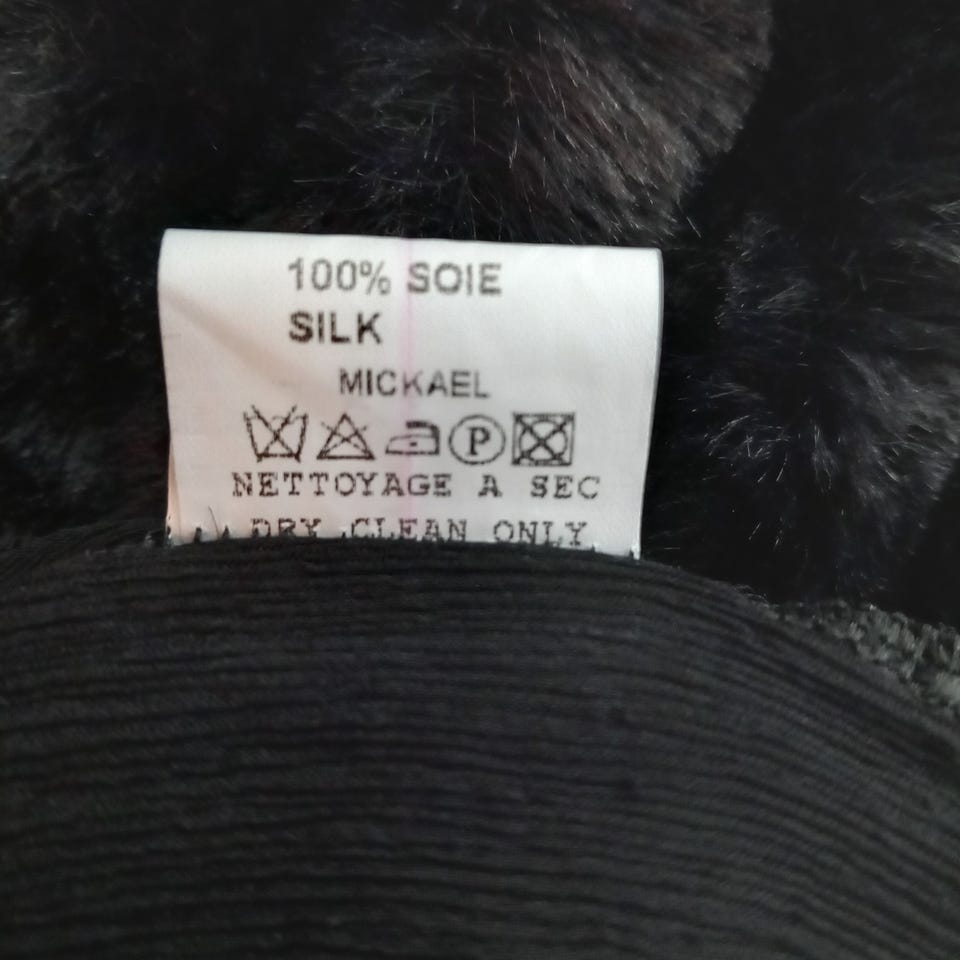 100% SOIE
SILK
MICKAEL
P
NETTOYAGE A SEC
DRY CLEAN ONLY